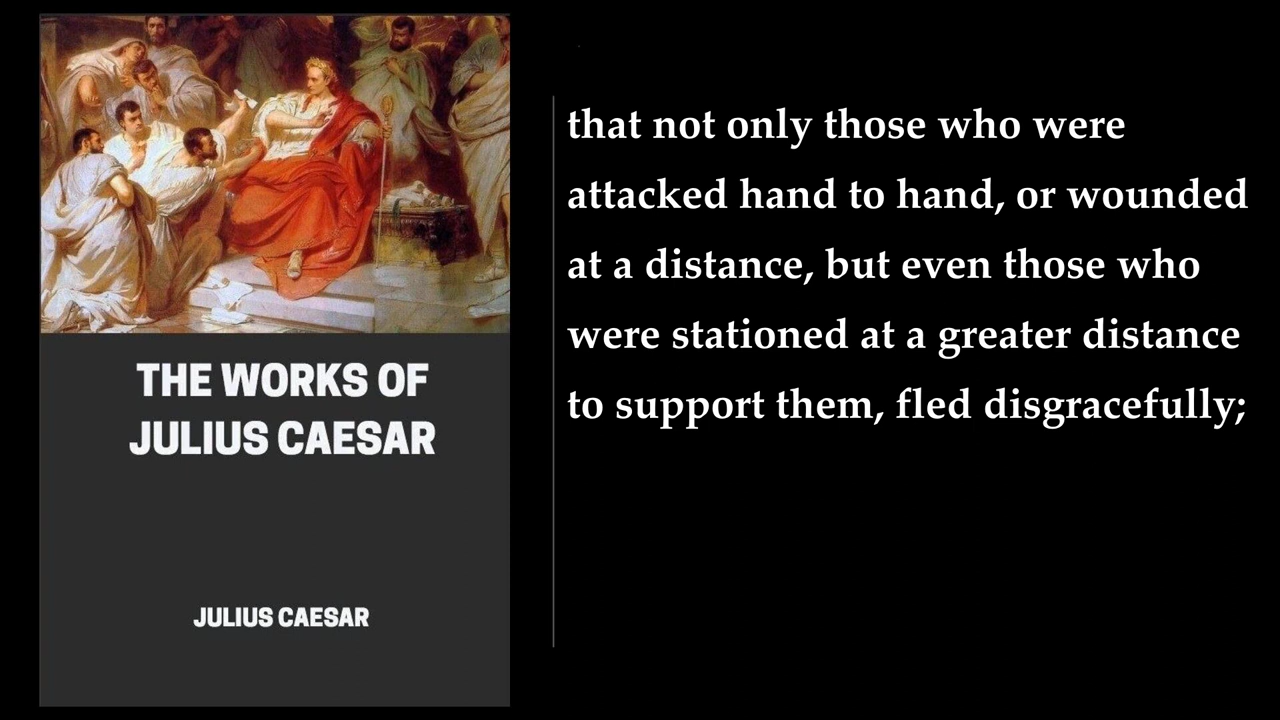 THE WORKS OF
JULIUS CAESAR
JULIUS CAESAR
that not only those who were
attacked hand to hand, or wounded
at a distance, but even those who
were stationed at a greater distance
to support them, fled disgracefully;